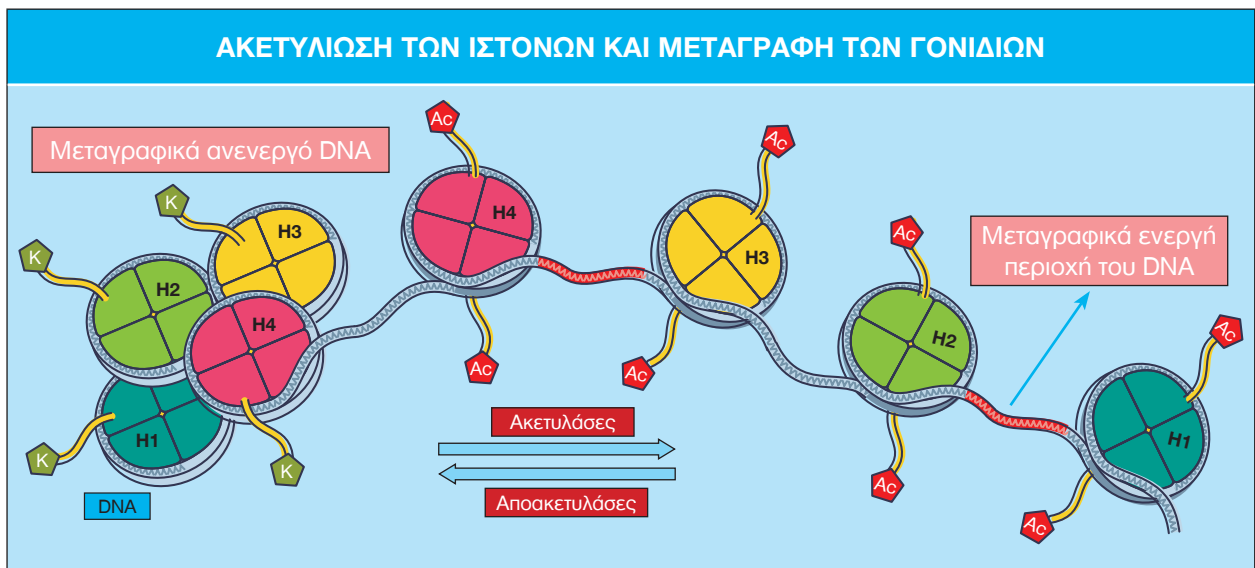 ΑΚΕΤΥΛΙΩΣΗ ΤΩΝ ΙΣΤΟΝΩΝ ΚΑΙ ΜΕΤΑΓΡΑΦΗ ΤΩΝ ΓΟΝΙΔΙΩΝ
Μεταγραφικά ανενεργό DNA
K
K
K
K
H3
H2
H4
H1
DNA
Ac
H4
Ac
Ac
H3
Ac
Ακετυλάσες
Αποακετυλάσες
Ac
H2
Ac
Μεταγραφικά ενεργή
περιοχή του DNA
Ac
H1
Ac